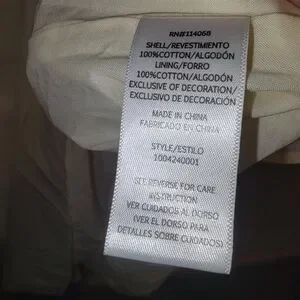 RN#114068
SHELL/REVESTIMIENTO
100%COTTON/ALGODÓN
LINING/FORRO
100%COTTON/ALGODÓN
EXCLUSIVE OF DECORATION/
EXCLUSIVO DE DECORACIÓN
MADE IN CHINA
FABRICADO EN CHINA
STYLE/ESTILO
1004240001
SEE REVERSE FOR CARE
INSTRUCTION
VER CUIDADOS AL DORSO
(VER EL DORSO PARA
DETALLES SOBRE CUIDADOS)